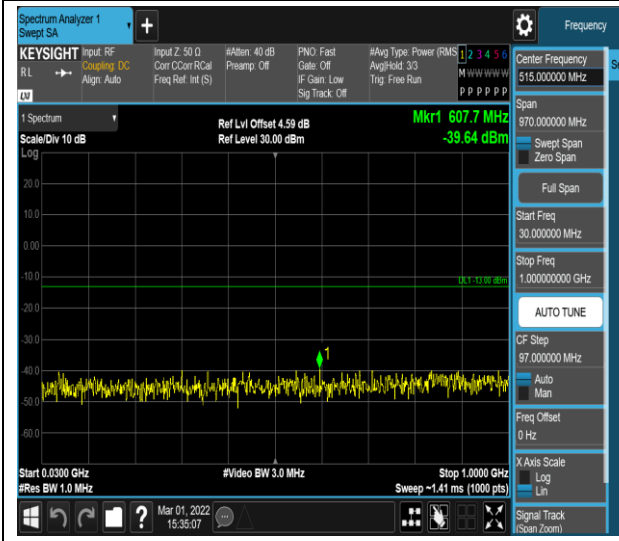 Spectrum Analyzer 1
Swept SA
Frequency
KEYSIGHT
RL
LXI
Input: RF
Coupling: DC
Align: Auto
Input Z: 50 Ω
Corr CCorr RCal
Freq Ref: Int (S)
#Atten: 40 dB
Preamp: Off
PNO: Fast
Gate: Off
IF Gain: Low
Sig Track: Off
#Avg Type: Power (RMS
Avg|Hold: 3/3
Trig: Free Run
1 2 3 4 5 6
M W W W W W
P P P P P P
1 Spectrum
Scale/Div 10 dB
Log
Ref Lvl Offset 4.59 dB
Ref Level 30.00 dBm
Mkr1 607.7 MHz
-39.64 dBm
20.0
10.0
0.00
-10.0
DL1 -13.00 dBm
-20.0
-30.0
1
-40.0
-50.0
-60.0
Start 0.0300 GHz
#Res BW 1.0 MHz
#Video BW 3.0 MHz
Stop 1.0000 GHz
Sweep ~1.41 ms (1000 pts)
?
Mar 01, 2022
15:35:07
Center Frequency
515.000000 MHz
Span
970.000000 MHz
Swept Span
Zero Span
Full Span
Start Freq
30.000000 MHz
Stop Freq
1.000000000 GHz
AUTO TUNE
CF Step
97.000000 MHz
Auto
Man
Freq Offset
0 Hz
X Axis Scale
Log
Lin
Signal Track
(Span Zoom)